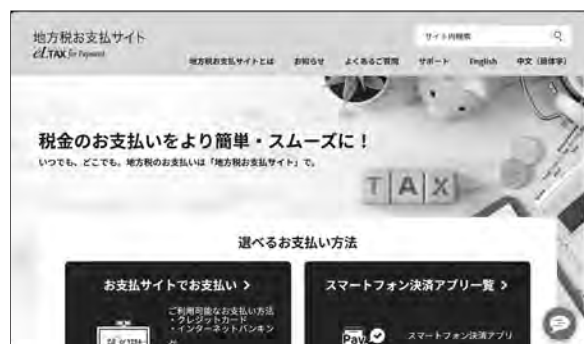 地方税お支払サイト
eLTAX for Payment
サイト内検索
地方税お支払サイトとは お知らせ よくあるご質問 サポート English 中文（簡体字）
税金のお支払いをより簡単・スムーズに！
いつでも、どこでも。地方税のお支払いは「地方税お支払サイト」で。
TAX
選べるお支払い方法
お支払サイトでお支払い
ご利用可能なお支払い方法
・クレジットカード
・インターネットバンキン
スマートフォン決済アプリ一覧
Pay
スマートフォン決済アプリ